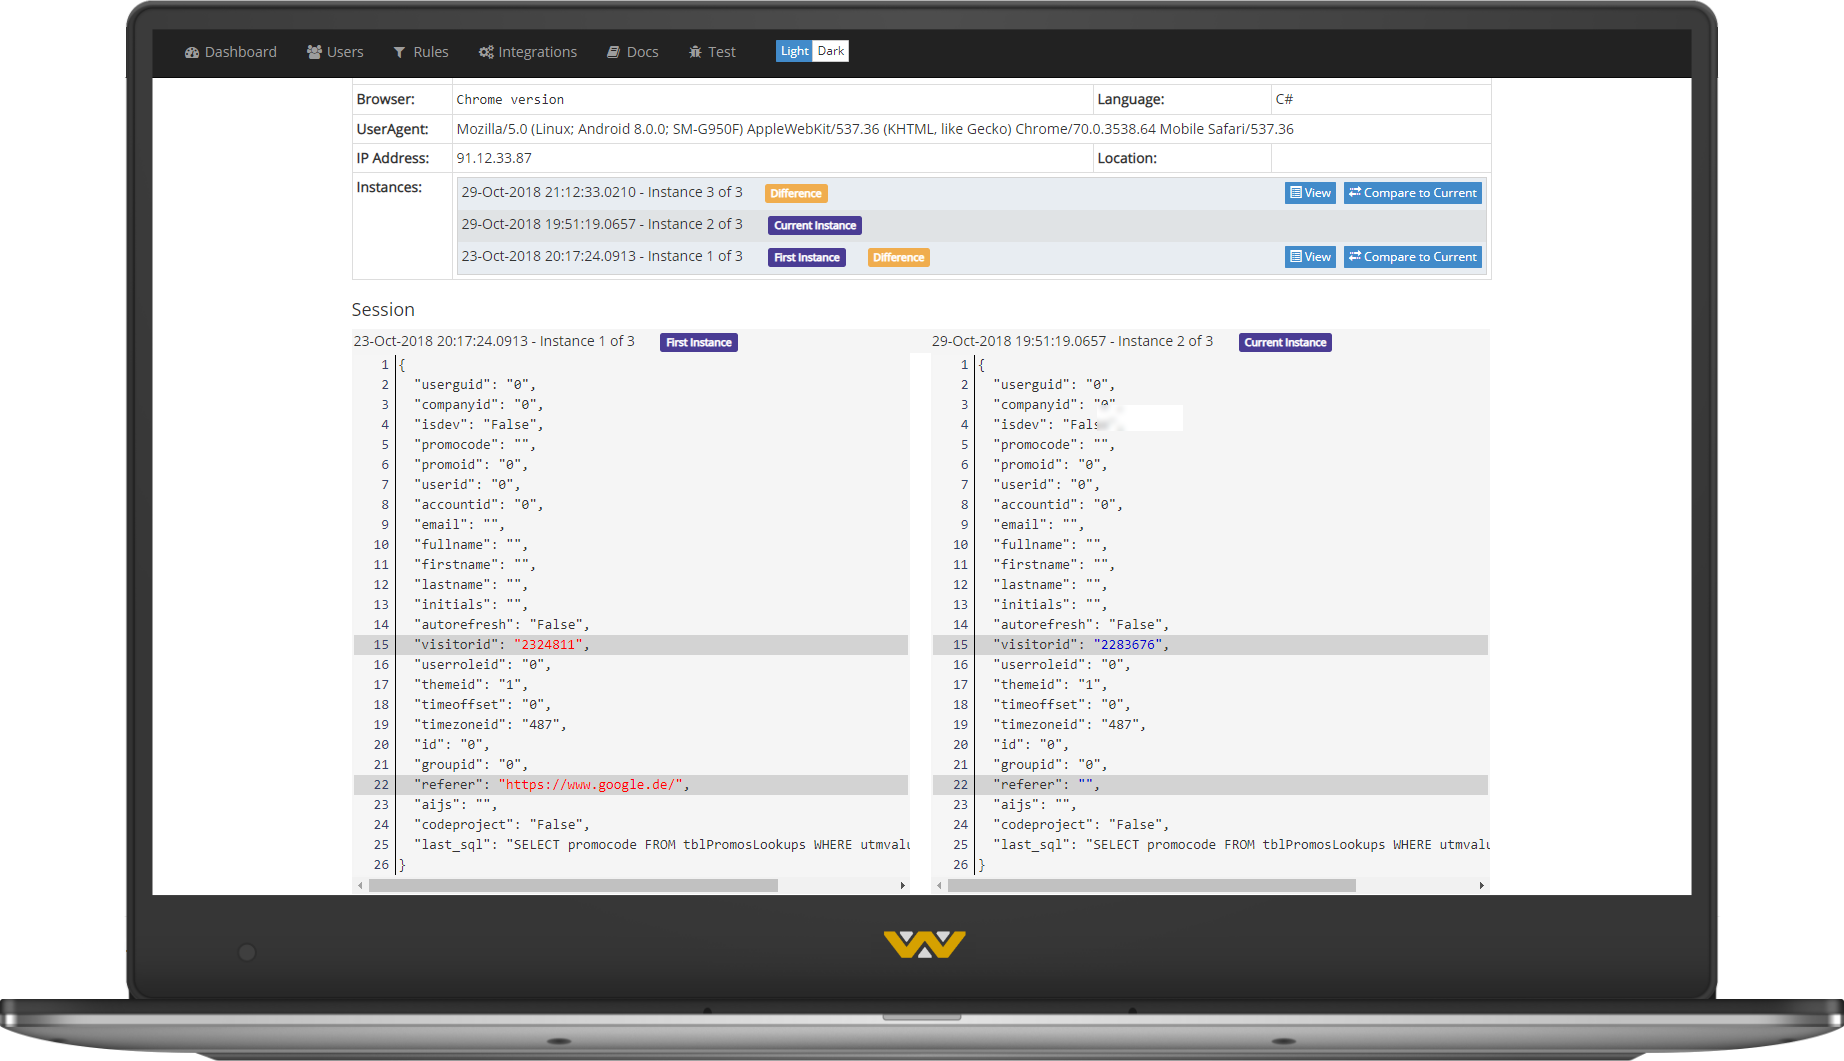 Dashboard Users Rules Integrations Docs Test Light Dark
Browser: Chrome version Language: C#
UserAgent: Mozilla/5.0 (Linux; Android 8.0.0; SM-G950F) AppleWebKit/537.36 (KHTML, like Gecko) Chrome/70.0.3538.64 Mobile Safari/537.36
IP Address: 91.12.33.87 Location:
Instances: 29-Oct-2018 21:12:33.0210 - Instance 3 of 3 Difference View Compare to Current
29-Oct-2018 19:51:19.0657 - Instance 2 of 3 Current Instance
23-Oct-2018 20:17:24.0913 - Instance 1 of 3 First Instance Difference View Compare to Current
Session
23-Oct-2018 20:17:24.0913 - Instance 1 of 3 First Instance
1 {
2 "userguid": "0",
3 "companyid": "0",
4 "isdev": "False",
5 "promocode": "",
6 "promoid": "0",
7 "userid": "0",
8 "accountid": "0",
9 "email": "",
10 "fullname": "",
11 "firstname": "",
12 "lastname": "",
13 "initials": "",
14 "autorefresh": "False",
15 "visitorid": "2324811",
16 "userroleid": "0",
17 "themeid": "1",
18 "timeoffset": "0",
19 "timezoneid": "487",
20 "id": "0",
21 "groupid": "0",
22 "referer": "https://www.google.de/",
23 "aijs": "",
24 "codeproject": "False",
25 "last_sql": "SELECT promocode FROM tblPromosLookups WHERE utmvalu
26 }
29-Oct-2018 19:51:19.0657 - Instance 2 of 3 Current Instance
1 {
2 "userguid": "0",
3 "companyid": "0"
4 "isdev": "Fals
5 "promocode": "",
6 "promoid": "0",
7 "userid": "0",
8 "accountid": "0",
9 "email": "",
10 "fullname": "",
11 "firstname": "",
12 "lastname": "",
13 "initials": "",
14 "autorefresh": "False",
15 "visitorid": "2283676",
16 "userroleid": "0",
17 "themeid": "1",
18 "timeoffset": "0",
19 "timezoneid": "487",
20 "id": "0",
21 "groupid": "0",
22 "referer": "",
23 "aijs": "",
24 "codeproject": "False",
25 "last_sql": "SELECT promocode FROM tblPromosLookups WHERE utmvalu
26 }